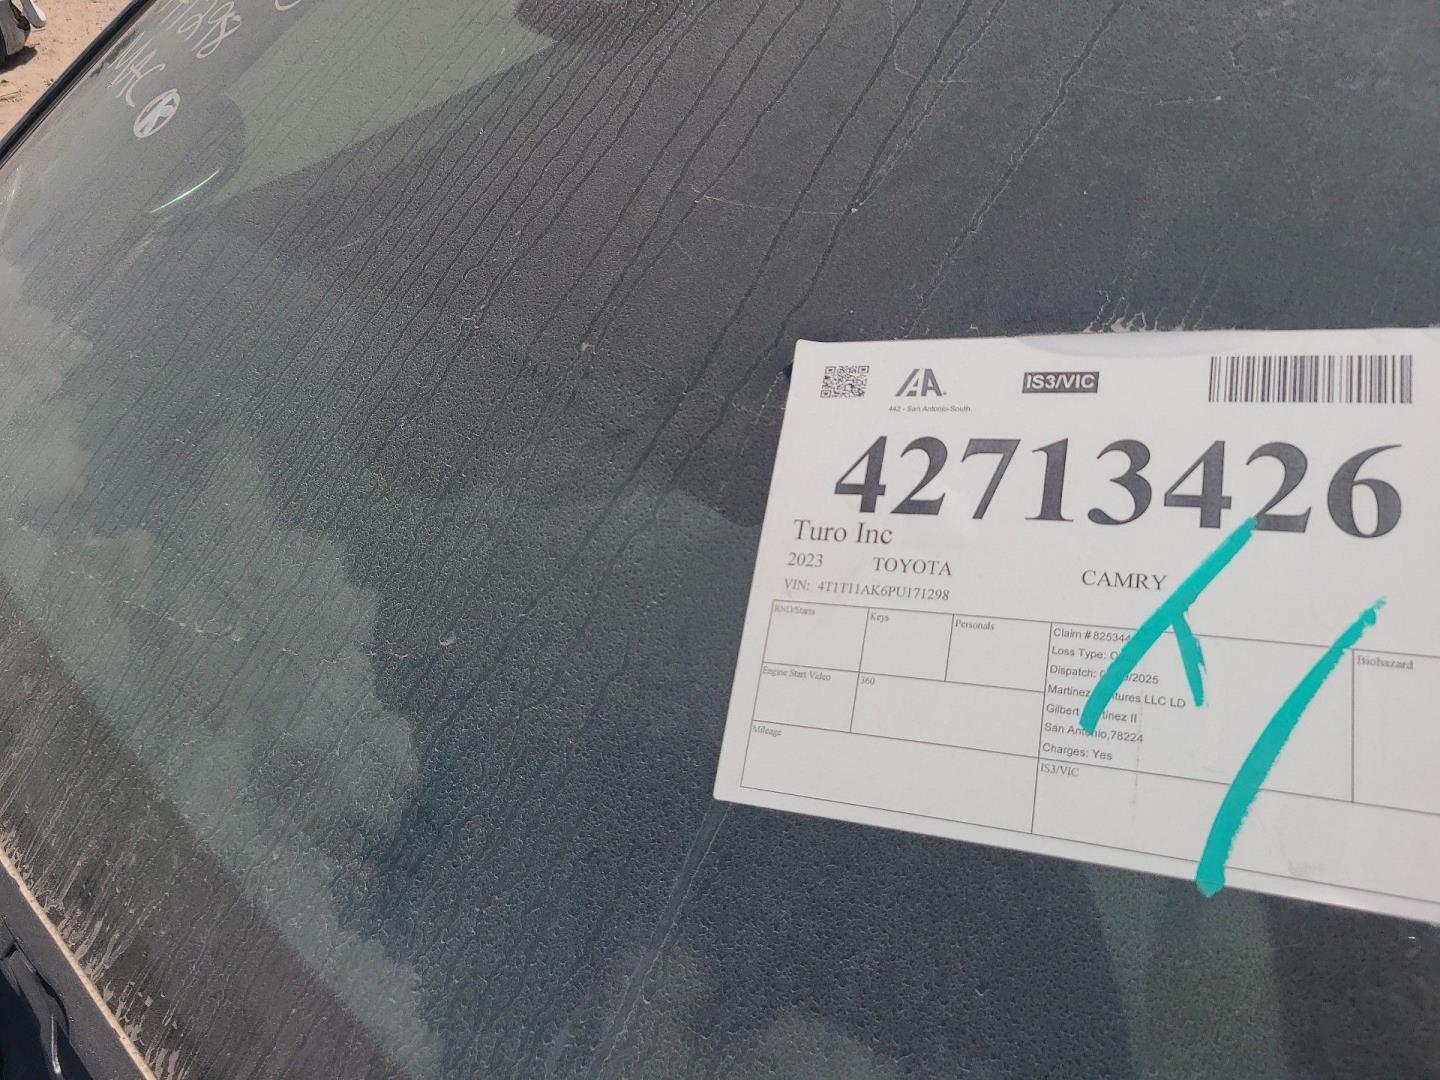 IAA
IS3/VIC
442 - San Antonio-South
42713426
Turo Inc
2023 TOYOTA CAMRY
VIN: 4T1T11AK6PU171298
RND/Starts
Keys
Personals
Claim # 825344
Loss Type:
Biohazard
Engine Start Video
360
Dispatch: /2025
Martinez LLC LD
Gilbert II
San Antonio,78224
Mileage
Charges: Yes
IS3/VIC